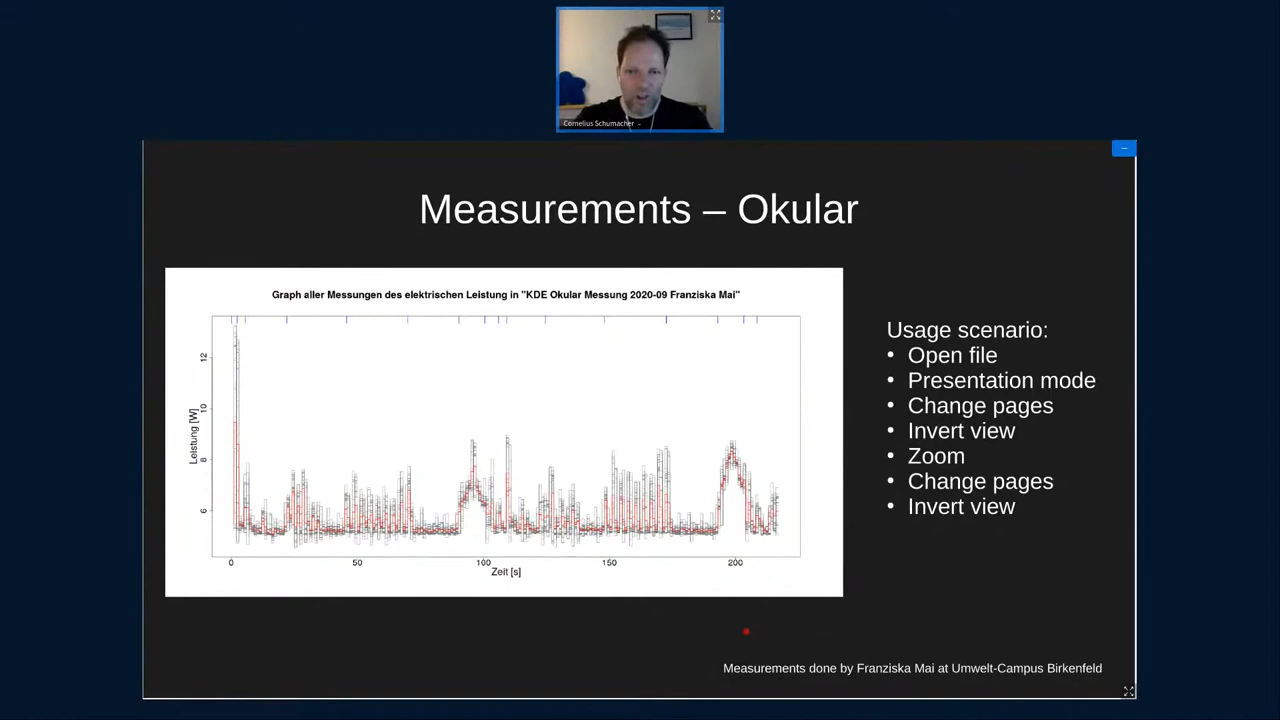 Cornelius Schumacher
Measurements – Okular
Graph aller Messungen des elektrischen Leistung in "KDE Okular Messung 2020-09 Franziska Mai"
Leistung [W]
12
10
8
6
0
50
100
150
200
Zeit [s]
Usage scenario:
• Open file
• Presentation mode
• Change pages
• Invert view
• Zoom
• Change pages
• Invert view
Measurements done by Franziska Mai at Umwelt-Campus Birkenfeld